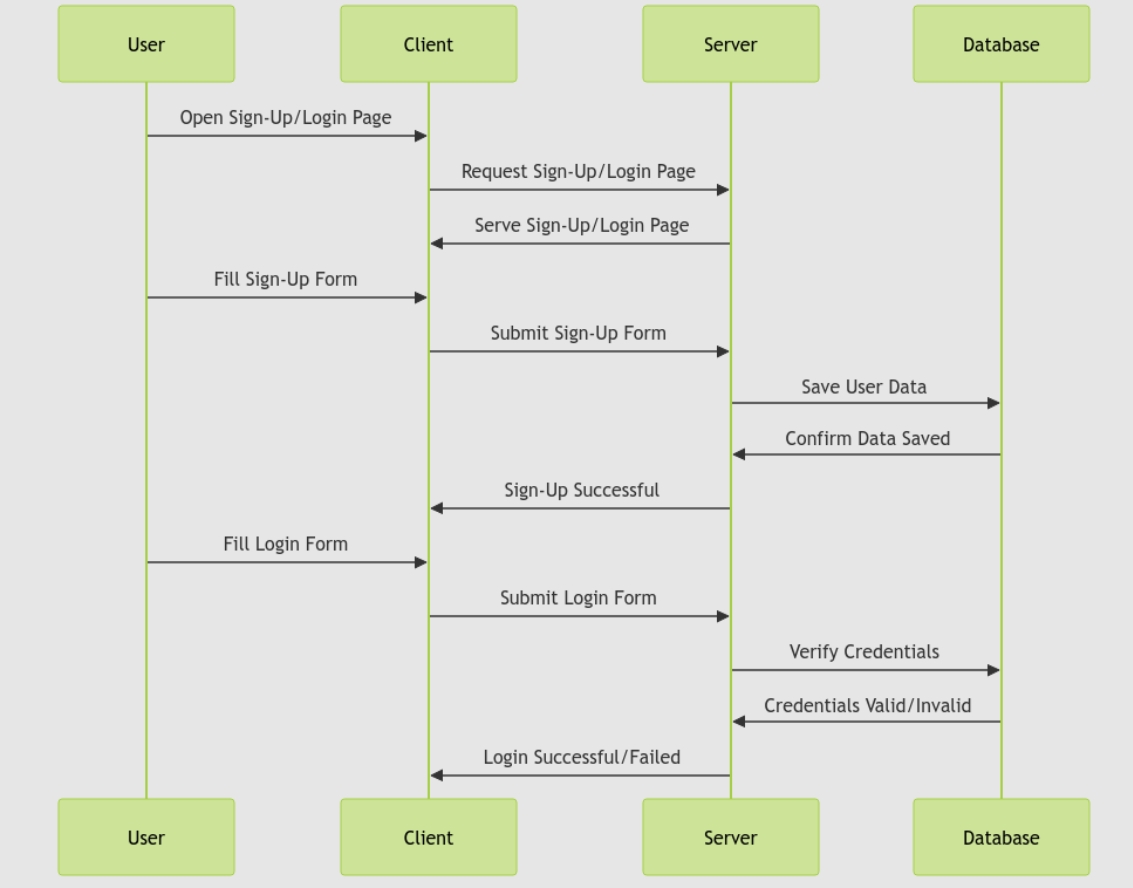 User
Client
Server
Database
Open Sign-Up/Login Page
Request Sign-Up/Login Page
Serve Sign-Up/Login Page
Fill Sign-Up Form
Submit Sign-Up Form
Save User Data
Confirm Data Saved
Sign-Up Successful
Fill Login Form
Submit Login Form
Verify Credentials
Credentials Valid/Invalid
Login Successful/Failed
User
Client
Server
Database